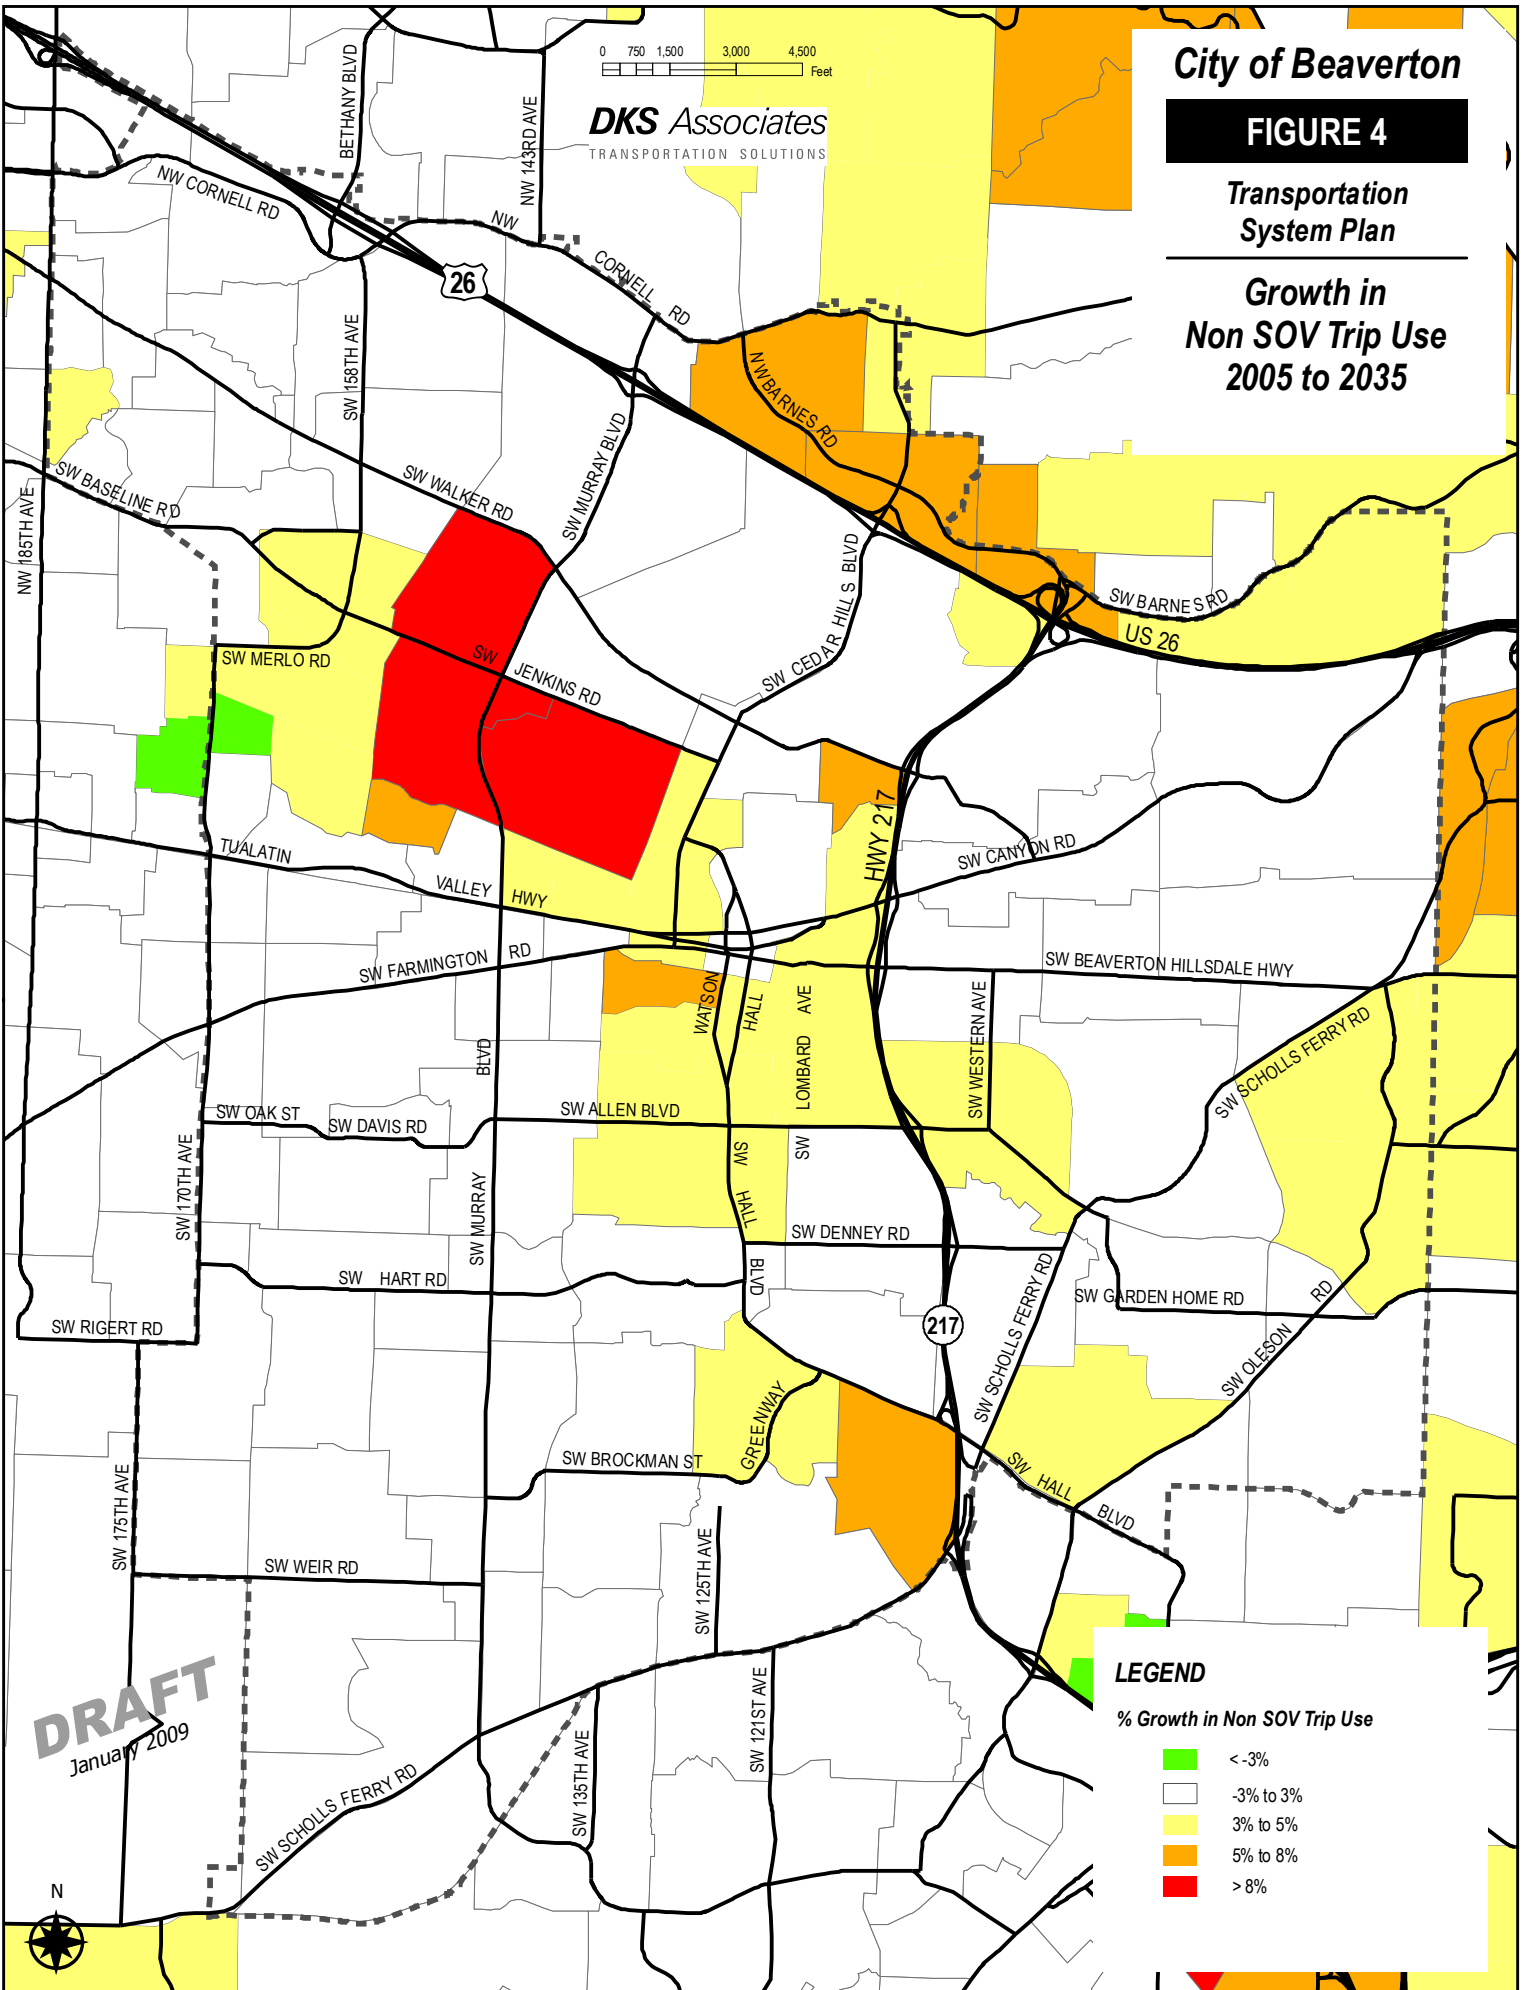 0 750 1,500 3,000 4,500
Feet
DKS Associates
TRANSPORTATION SOLUTIONS
City of Beaverton
FIGURE 4
Transportation
System Plan
Growth in
Non SOV Trip Use
2005 to 2035
BETHANY BLVD
NW 143RD AVE
NW CORNELL RD
NW
CORNELL
RD
26
SW 158TH AVE
NW BARNES RD
SW MURRAY BLVD
SW WALKER RD
SW BASELINE RD
NW 185TH AVE
SW CEDAR HILLS BLVD
SW BARNES RD
US 26
SW MERLO RD
SW
JENKINS RD
HWY 217
SW CANYON RD
TUALATIN
VALLEY
HWY
SW FARMINGTON
RD
SW BEAVERTON HILLSDALE HWY
WATSON
HALL
LOMBARD
AVE
SW
SW WESTERN AVE
SW SCHOLLS FERRY RD
BLVD
SW OAK ST
SW DAVIS RD
SW ALLEN BLVD
SW 170TH AVE
SW MURRAY
SW
HALL
BLVD
SW DENNEY RD
SW
HART RD
SW RIGERT RD
217
SW SCHOLLS FERRY RD
SW GARDEN HOME RD
SW OLESON
RD
GREENWAY
SW BROCKMAN ST
SW
HALL
BLVD
SW 175TH AVE
SW WEIR RD
SW 125TH AVE
SW 121ST AVE
SW 135TH AVE
SW SCHOLLS FERRY RD
DRAFT
January 2009
N
LEGEND
% Growth in Non SOV Trip Use
< -3%
-3% to 3%
3% to 5%
5% to 8%
> 8%